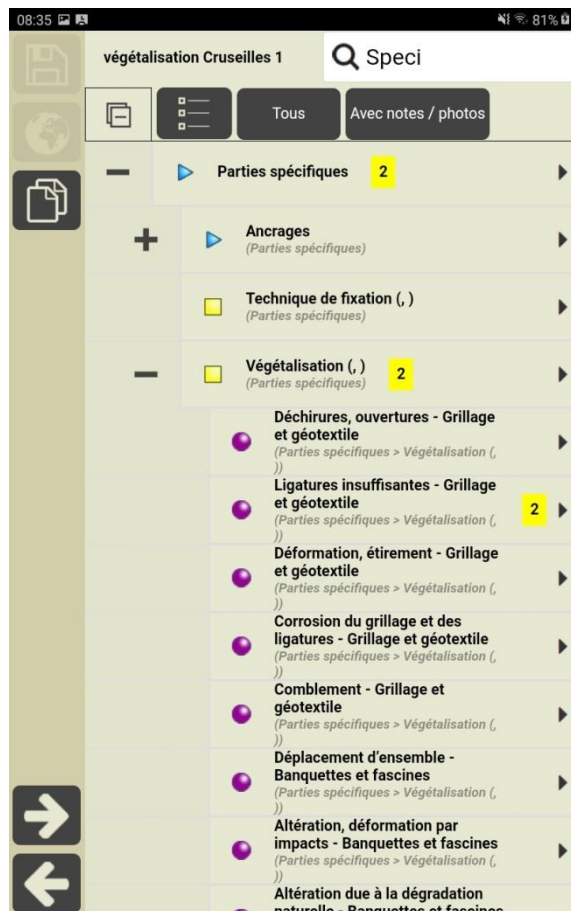 08:35 81%
végétalisation Cruseilles 1 Speci
Tous Avec notes / photos
Parties spécifiques 2
Ancrages
(Parties spécifiques)
Technique de fixation (, )
(Parties spécifiques)
Végétalisation (, ) 2
(Parties spécifiques)
Déchirures, ouvertures - Grillage
et géotextile
(Parties spécifiques > Végétalisation (,
))
Ligatures insuffisantes - Grillage
et géotextile 2
(Parties spécifiques > Végétalisation (,
))
Déformation, étirement - Grillage
et géotextile
(Parties spécifiques > Végétalisation (,
))
Corrosion du grillage et des
ligatures - Grillage et géotextile
(Parties spécifiques > Végétalisation (,
))
Comblement - Grillage et
géotextile
(Parties spécifiques > Végétalisation (,
))
Déplacement d’ensemble -
Banquettes et fascines
(Parties spécifiques > Végétalisation (,
))
Altération, déformation par
impacts - Banquettes et fascines
(Parties spécifiques > Végétalisation (,
))
Altération due à la dégradation
naturelle - Banquettes et fascines